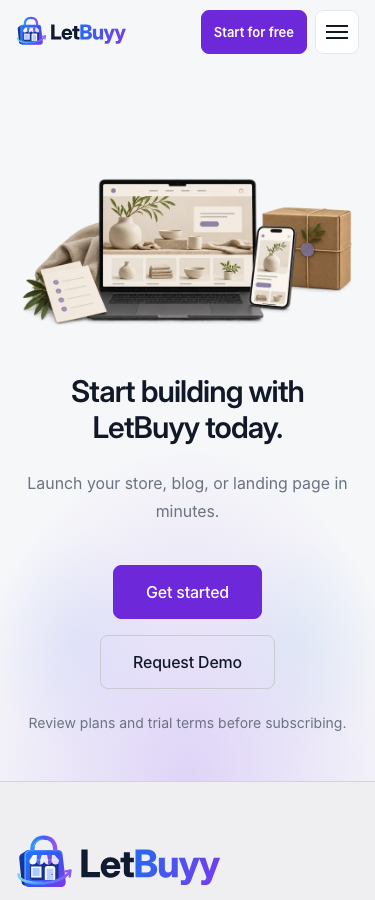 LetBuyy
Start for free
Start building with
LetBuyy today.
Launch your store, blog, or landing page in
minutes.
Get started
Request Demo
Review plans and trial terms before subscribing.
LetBuyy